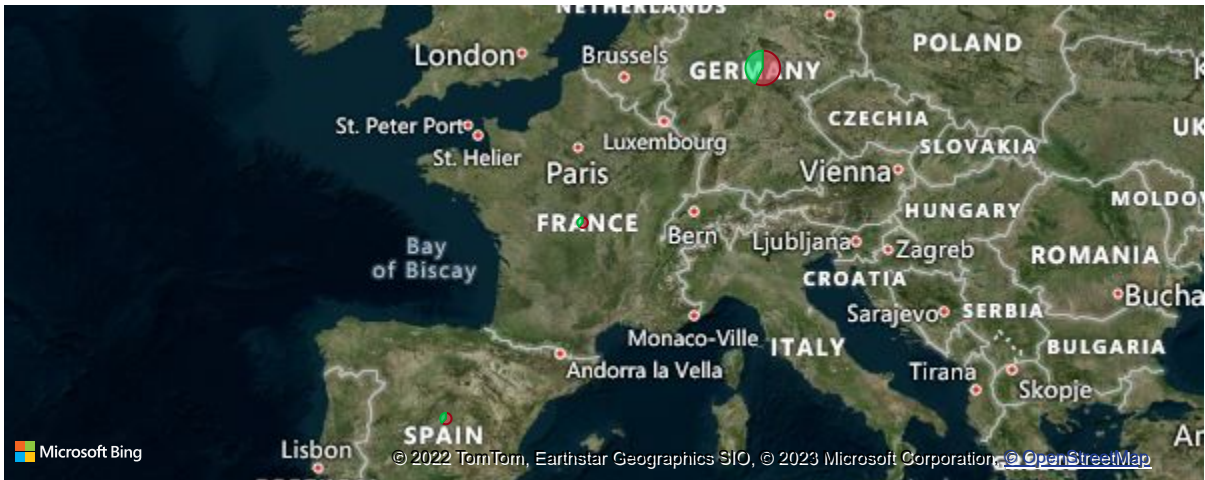 NETHERLANDS
London
Brussels
GERMANY
POLAND
St. Peter Port
Luxembourg
CZECHIA
UK
St. Helier
Paris
SLOVAKIA
Vienna
FRANCE
Bern
HUNGARY
MOLDOV
Ljubljana
Zagreb
Bay
of Biscay
ROMANIA
CROATIA
Bucha
Sarajevo
SERBIA
Monaco-Ville
ITALY
BULGARIA
Andorra la Vella
Tirana
Skopje
SPAIN
Lisbon
Ar
Microsoft Bing
© 2022 TomTom, Earthstar Geographics SIO, © 2023 Microsoft Corporation, © OpenStreetMap